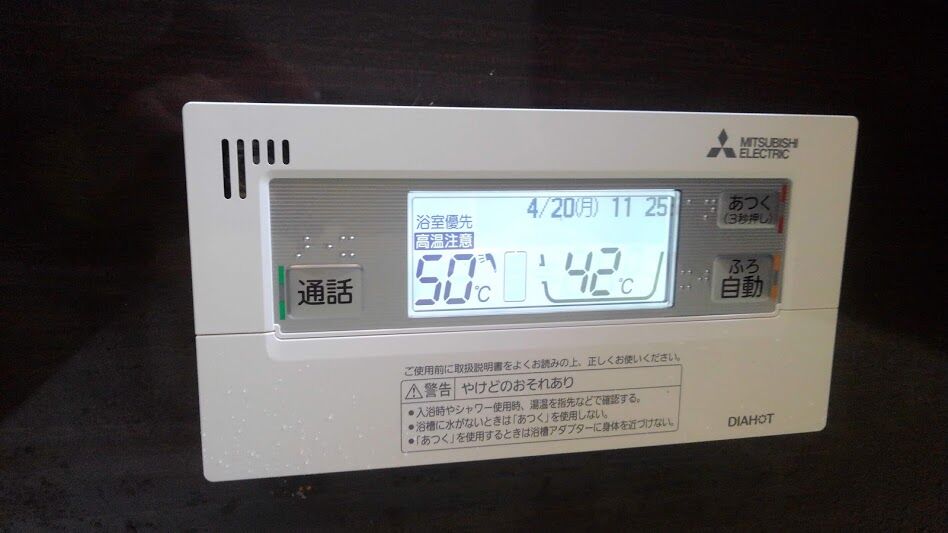 MITSUBISHI
ELECTRIC
4/20(月) 11 25
浴室優先
高温注意
50℃
42℃
あつく
(3秒押し)
通話
ふろ
自動
ご使用前に取扱説明書をよくお読みの上、正しくお使いください。
⚠警告 やけどのおそれあり
●入浴時やシャワー使用時、湯温を指先などで確認する。
●浴槽に水がないときは「あつく」を使用しない。
●「あつく」を使用するときは浴槽アダプターに身体を近づけない。
DIAHOT